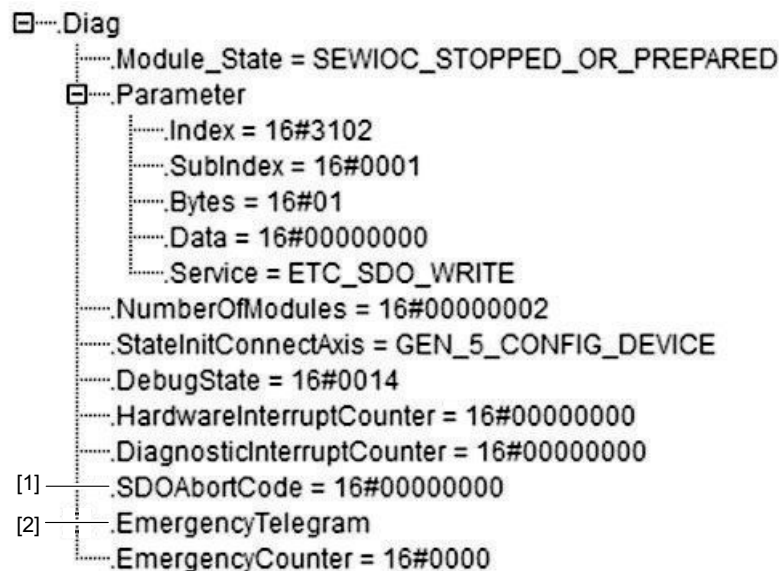 .Diag
.Module_State = SEWIOC_STOPPED_OR_PREPARED
.Parameter
.Index = 16#3102
.SubIndex = 16#0001
.Bytes = 16#01
.Data = 16#00000000
.Service = ETC_SDO_WRITE
.NumberOfModules = 16#00000002
.StateInitConnectAxis = GEN_5_CONFIG_DEVICE
.DebugState = 16#0014
.HardwareInterruptCounter = 16#00000000
.DiagnosticInterruptCounter = 16#00000000
[1] .SDOAbortCode = 16#00000000
[2] .EmergencyTelegram
.EmergencyCounter = 16#0000